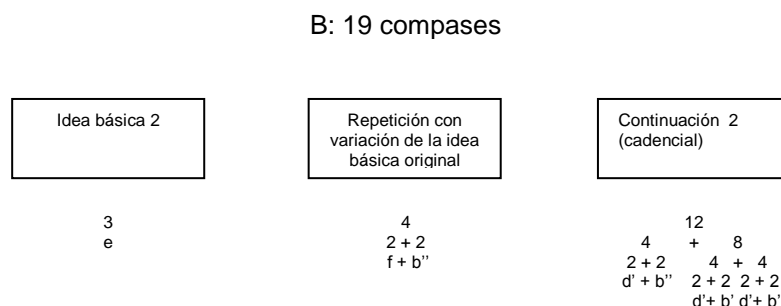 B: 19 compases
Idea básica 2
Repetición con
variación de la idea
básica original
Continuación 2
(cadencial)
3
e
4
2 + 2
f + b''
12
4 + 8
2 + 2 4 + 4
d' + b'' 2 + 2 2 + 2
d'+ b' d'+ b'